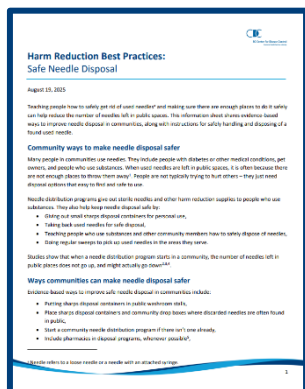 BC Centre for Disease Control
Harm Reduction Best Practices:
Safe Needle Disposal
August 19, 2025
Teaching people how to safely get rid of used needles¹ and making sure there are enough places to do it safely
can help reduce the number of needles left in public spaces. This information sheet shares evidence-based
ways to improve needle disposal in communities, along with instructions for safely handling and disposing of a
found used needle.
Community ways to make needle disposal safer
Many people in communities use needles. They include people with diabetes or other medical conditions, pet
owners, and people who use substances. When used needles are left in public spaces, it is often because there
are not enough places to throw them away¹. People are not typically trying to hurt others – they just need
disposal options that easy to find and safe to use.
Needle distribution programs give out sterile needles and other harm reduction supplies to people who use
substances. They also help keep needle disposal safe by:
• Giving out small sharps disposal containers for personal use,
• Taking back used needles for safe disposal,
• Teaching people who use substances and other community members how to safely dispose of needles,
• Doing regular sweeps to pick up used needles in the areas they serve.
Studies show that when a needle distribution program starts in a community, the number of needles left in
public places does not go up, and might actually go down
Ways communities can make needle disposal safer
Evidence-based ways to improve safe needle disposal in communities include:
• Putting sharps disposal containers in public washroom stalls,
• Place sharps disposal containers and community drop boxes where discarded needles are often found
in public,
• Start a community needle distribution program if there isn't one already,
• Include pharmacies in disposal programs, wherever possible⁵,
Needle refers to a loose needle or a needle with an attached syringe
1